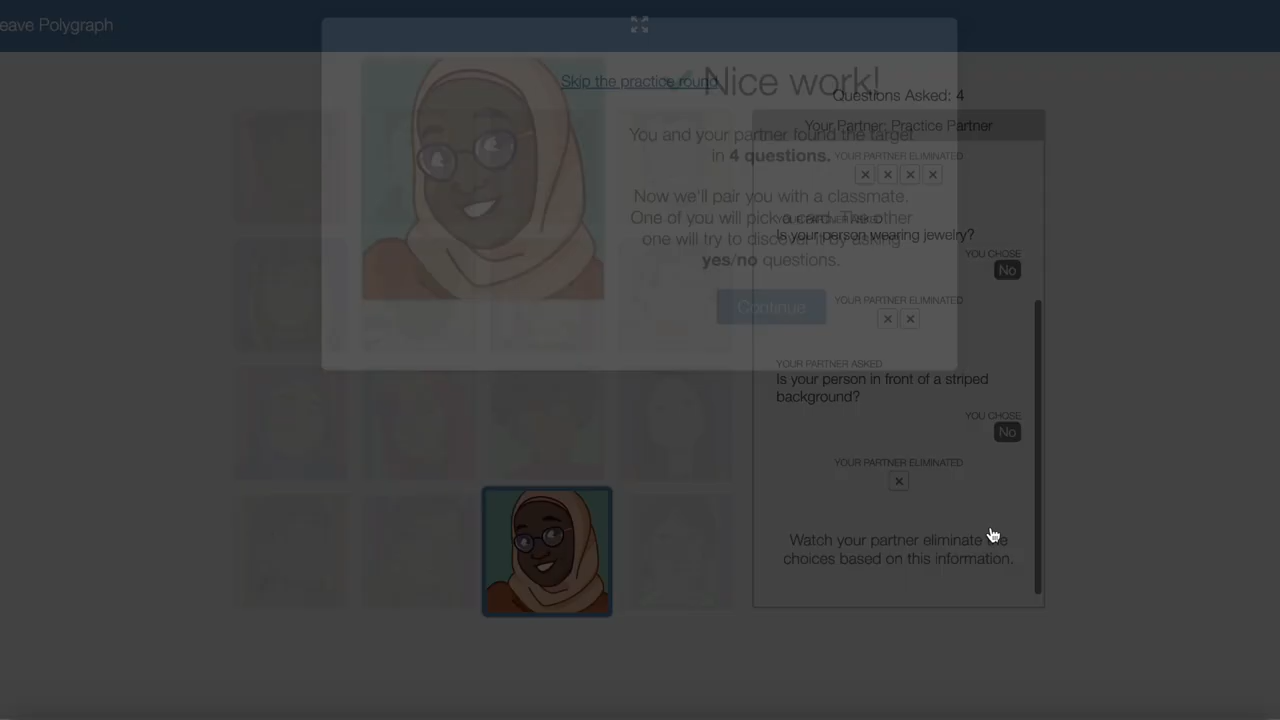 eave Polygraph
Skip the practice round
Nice work!
You and your partner found the target
in 4 questions.
Now we'll pair you with a classmate.
One of you will pick a card. The other
one will try to discover it by asking
yes/no questions.
Continue
Questions Asked: 4
Your Partner: Practice Partner
YOUR PARTNER ELIMINATED
YOUR PARTNER ASKED
Is your person wearing jewelry?
YOU CHOSE
No
YOUR PARTNER ELIMINATED
YOUR PARTNER ASKED
Is your person in front of a striped
background?
YOU CHOSE
No
YOUR PARTNER ELIMINATED
Watch your partner eliminate the
choices based on this information.